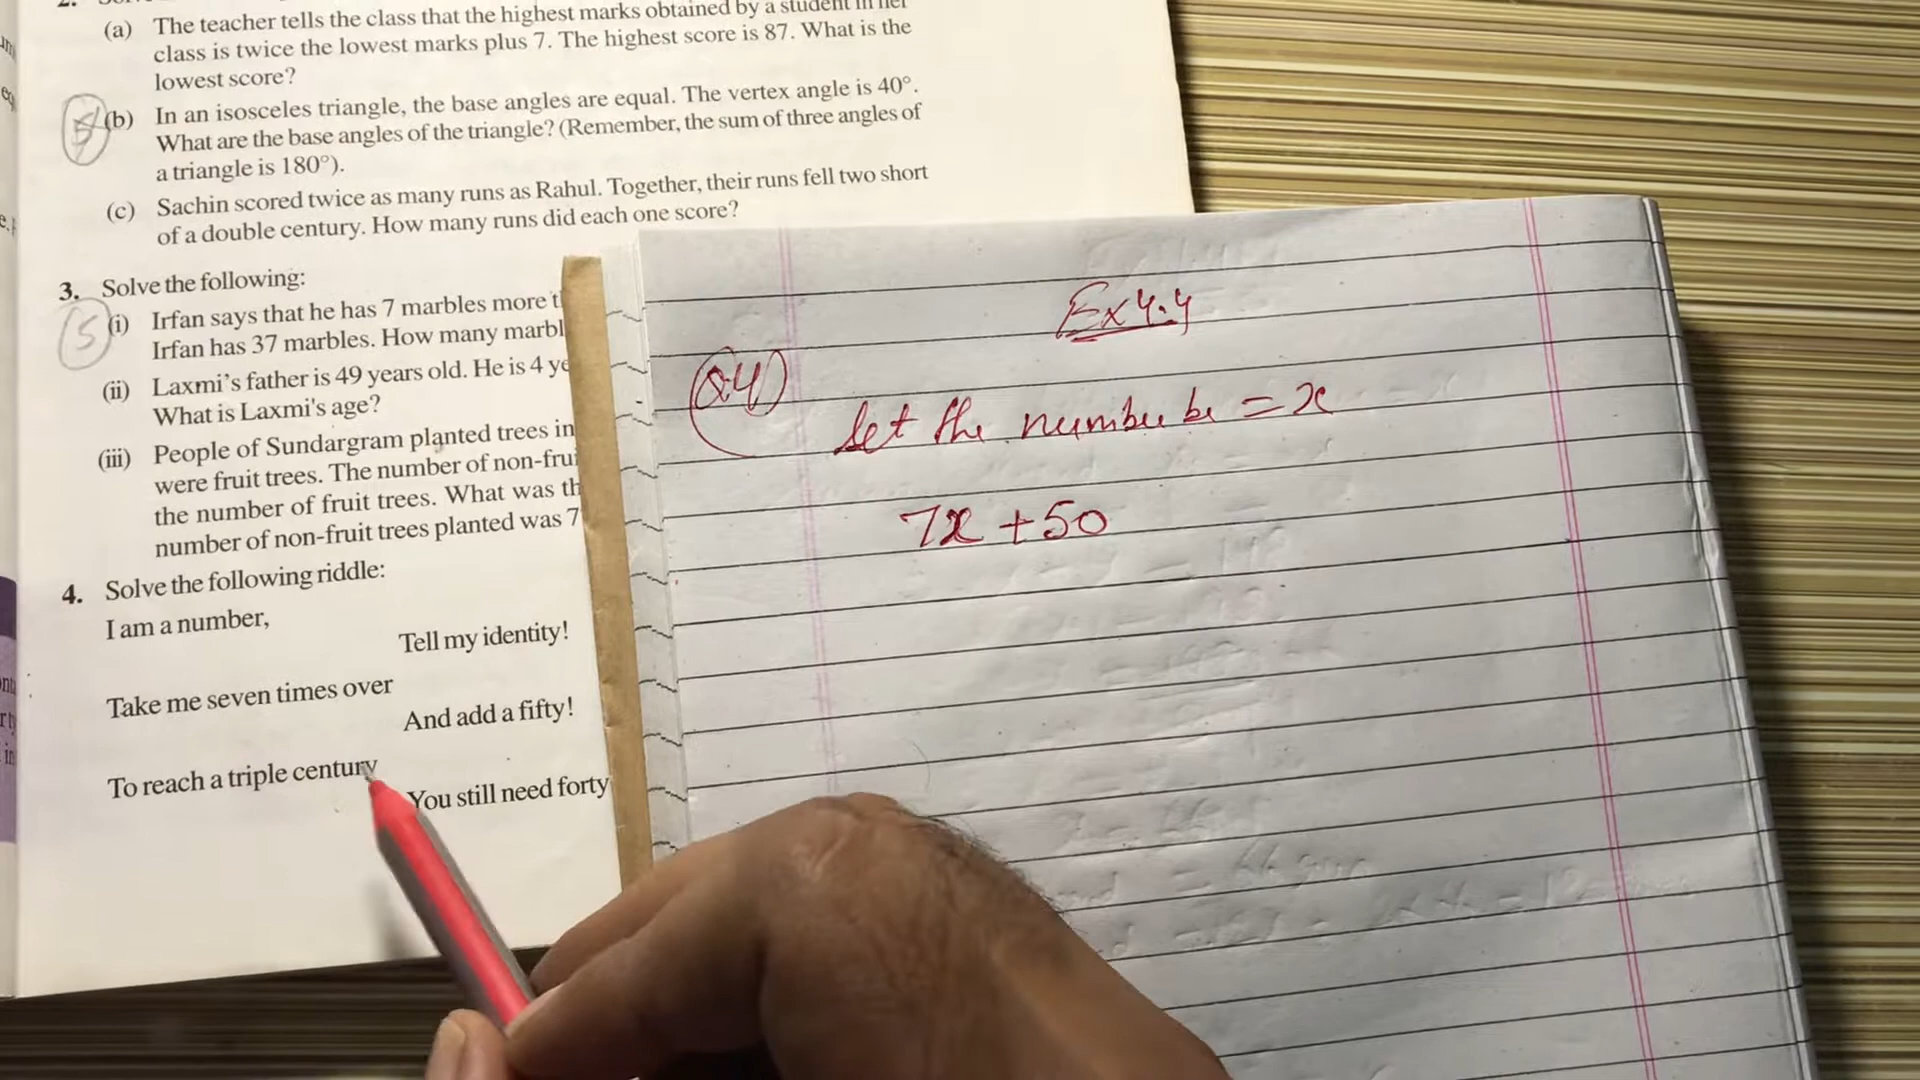 (a) The teacher tells the class that the highest marks obtained by a student in her
class is twice the lowest marks plus 7. The highest score is 87. What is the
lowest score?
(b) In an isosceles triangle, the base angles are equal. The vertex angle is 40°.
What are the base angles of the triangle? (Remember, the sum of three angles of
a triangle is 180°).
(c) Sachin scored twice as many runs as Rahul. Together, their runs fell two short
of a double century. How many runs did each one score?
3. Solve the following:
5
(i) Irfan says that he has 7 marbles more
Irfan has 37 marbles. How many
(ii) Laxmi's father is 49 years old. He is 4
What is Laxmi's age?
(iii) People of Sundargram planted trees in
were fruit trees. The number of
the number of fruit trees. What was
number of non-fruit trees planted was 7
4. Solve the following riddle:
I am a number,
Tell my identity!
Take me seven times over
And add a fifty!
To reach a triple century
You still need forty
Ex 4.4
Q4)
Let the number be = x
7x + 50